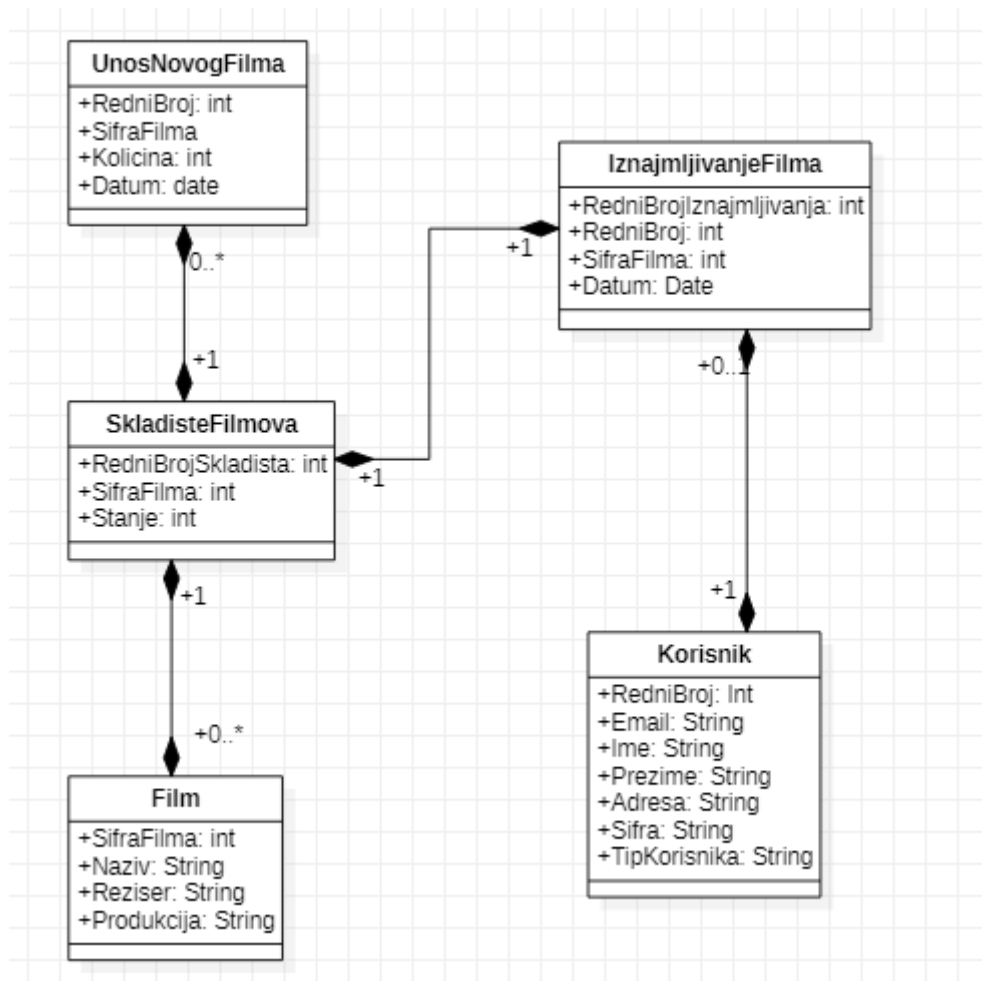 UnosNovogFilma
+RedniBroj: int
+SifraFilma
+Kolicina: int
+Datum: date
0..*
+1
SkladisteFilmova
+RedniBrojSkladista: int
+SifraFilma: int
+Stanje: int
+1
+1
IznajmljivanjeFilma
+RedniBrojIznajmljivanja: int
+RedniBroj: int
+SifraFilma: int
+Datum: Date
+0..1
+1
+1
+0..*
Film
+SifraFilma: int
+Naziv: String
+Reziser: String
+Produkcija: String
+1
Korisnik
+RedniBroj: Int
+Email: String
+Ime: String
+Prezime: String
+Adresa: String
+Sifra: String
+TipKorisnika: String